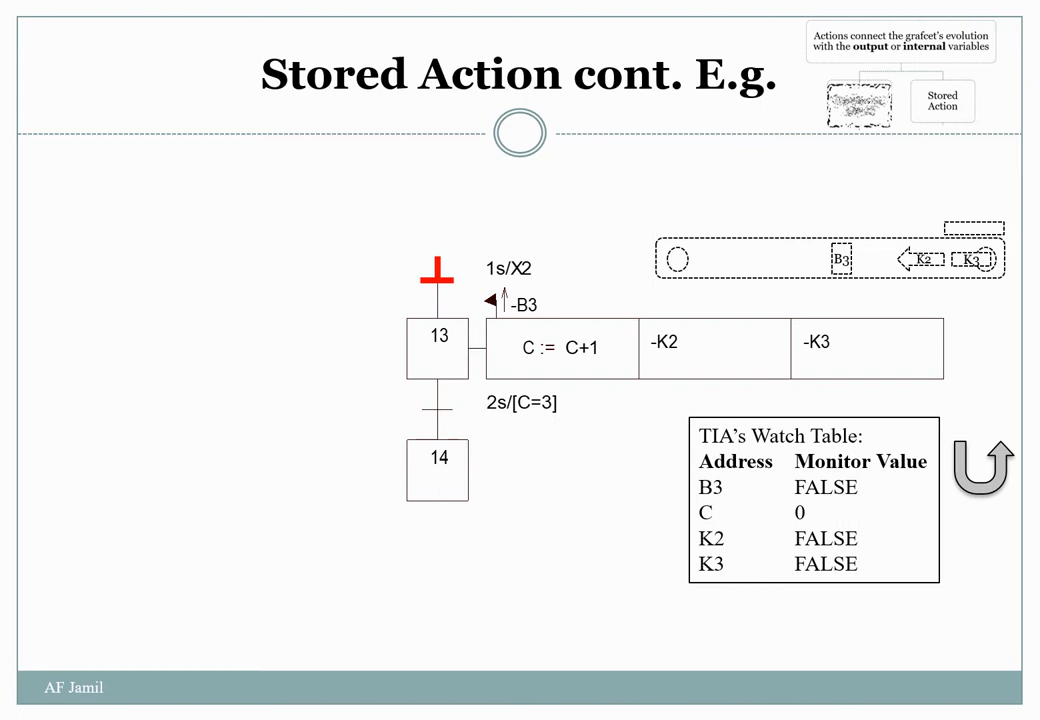 Actions connect the grafcet's evolution
with the output or internal variables
Stored Action cont. E.g.
Stored
Action
B3
K2
K3
1s/X2
-B3
13
C := C+1
-K2
-K3
2s/[C=3]
14
TIA’s Watch Table:
Address Monitor Value
B3 FALSE
C 0
K2 FALSE
K3 FALSE
AF Jamil